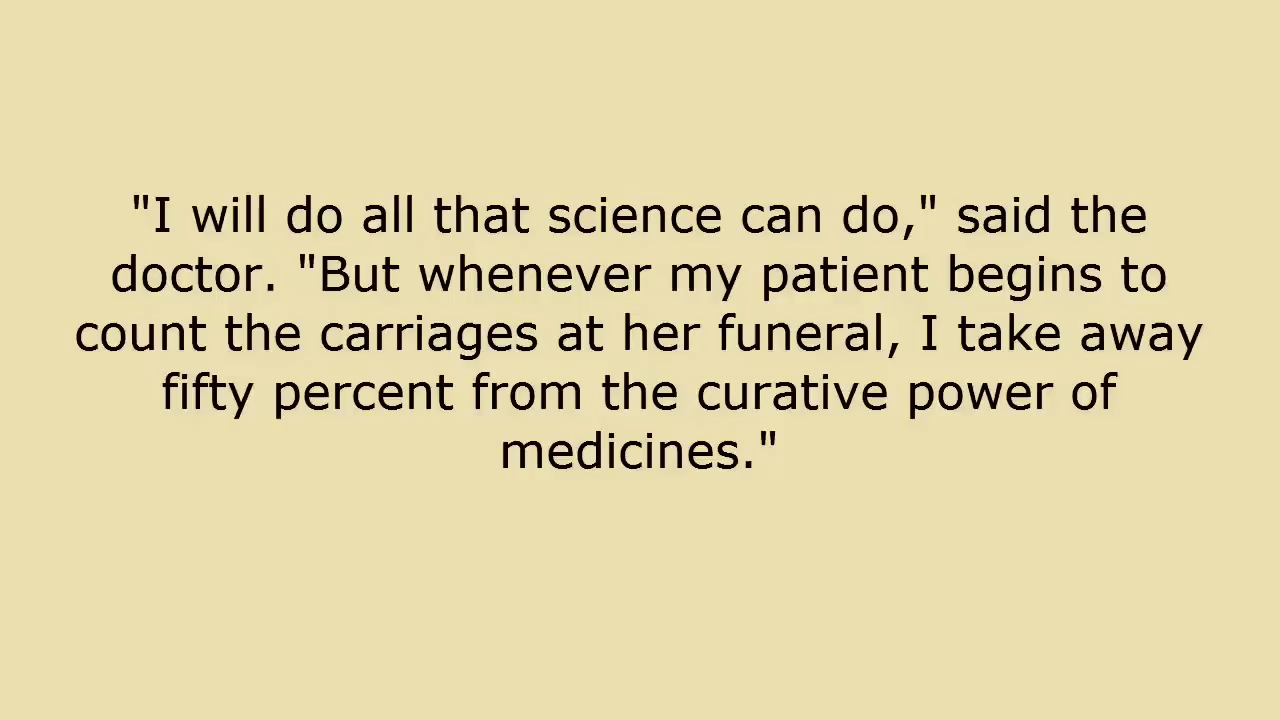 "I will do all that science can do," said the
doctor. "But whenever my patient begins to
count the carriages at her funeral, I take away
fifty percent from the curative power of
medicines."